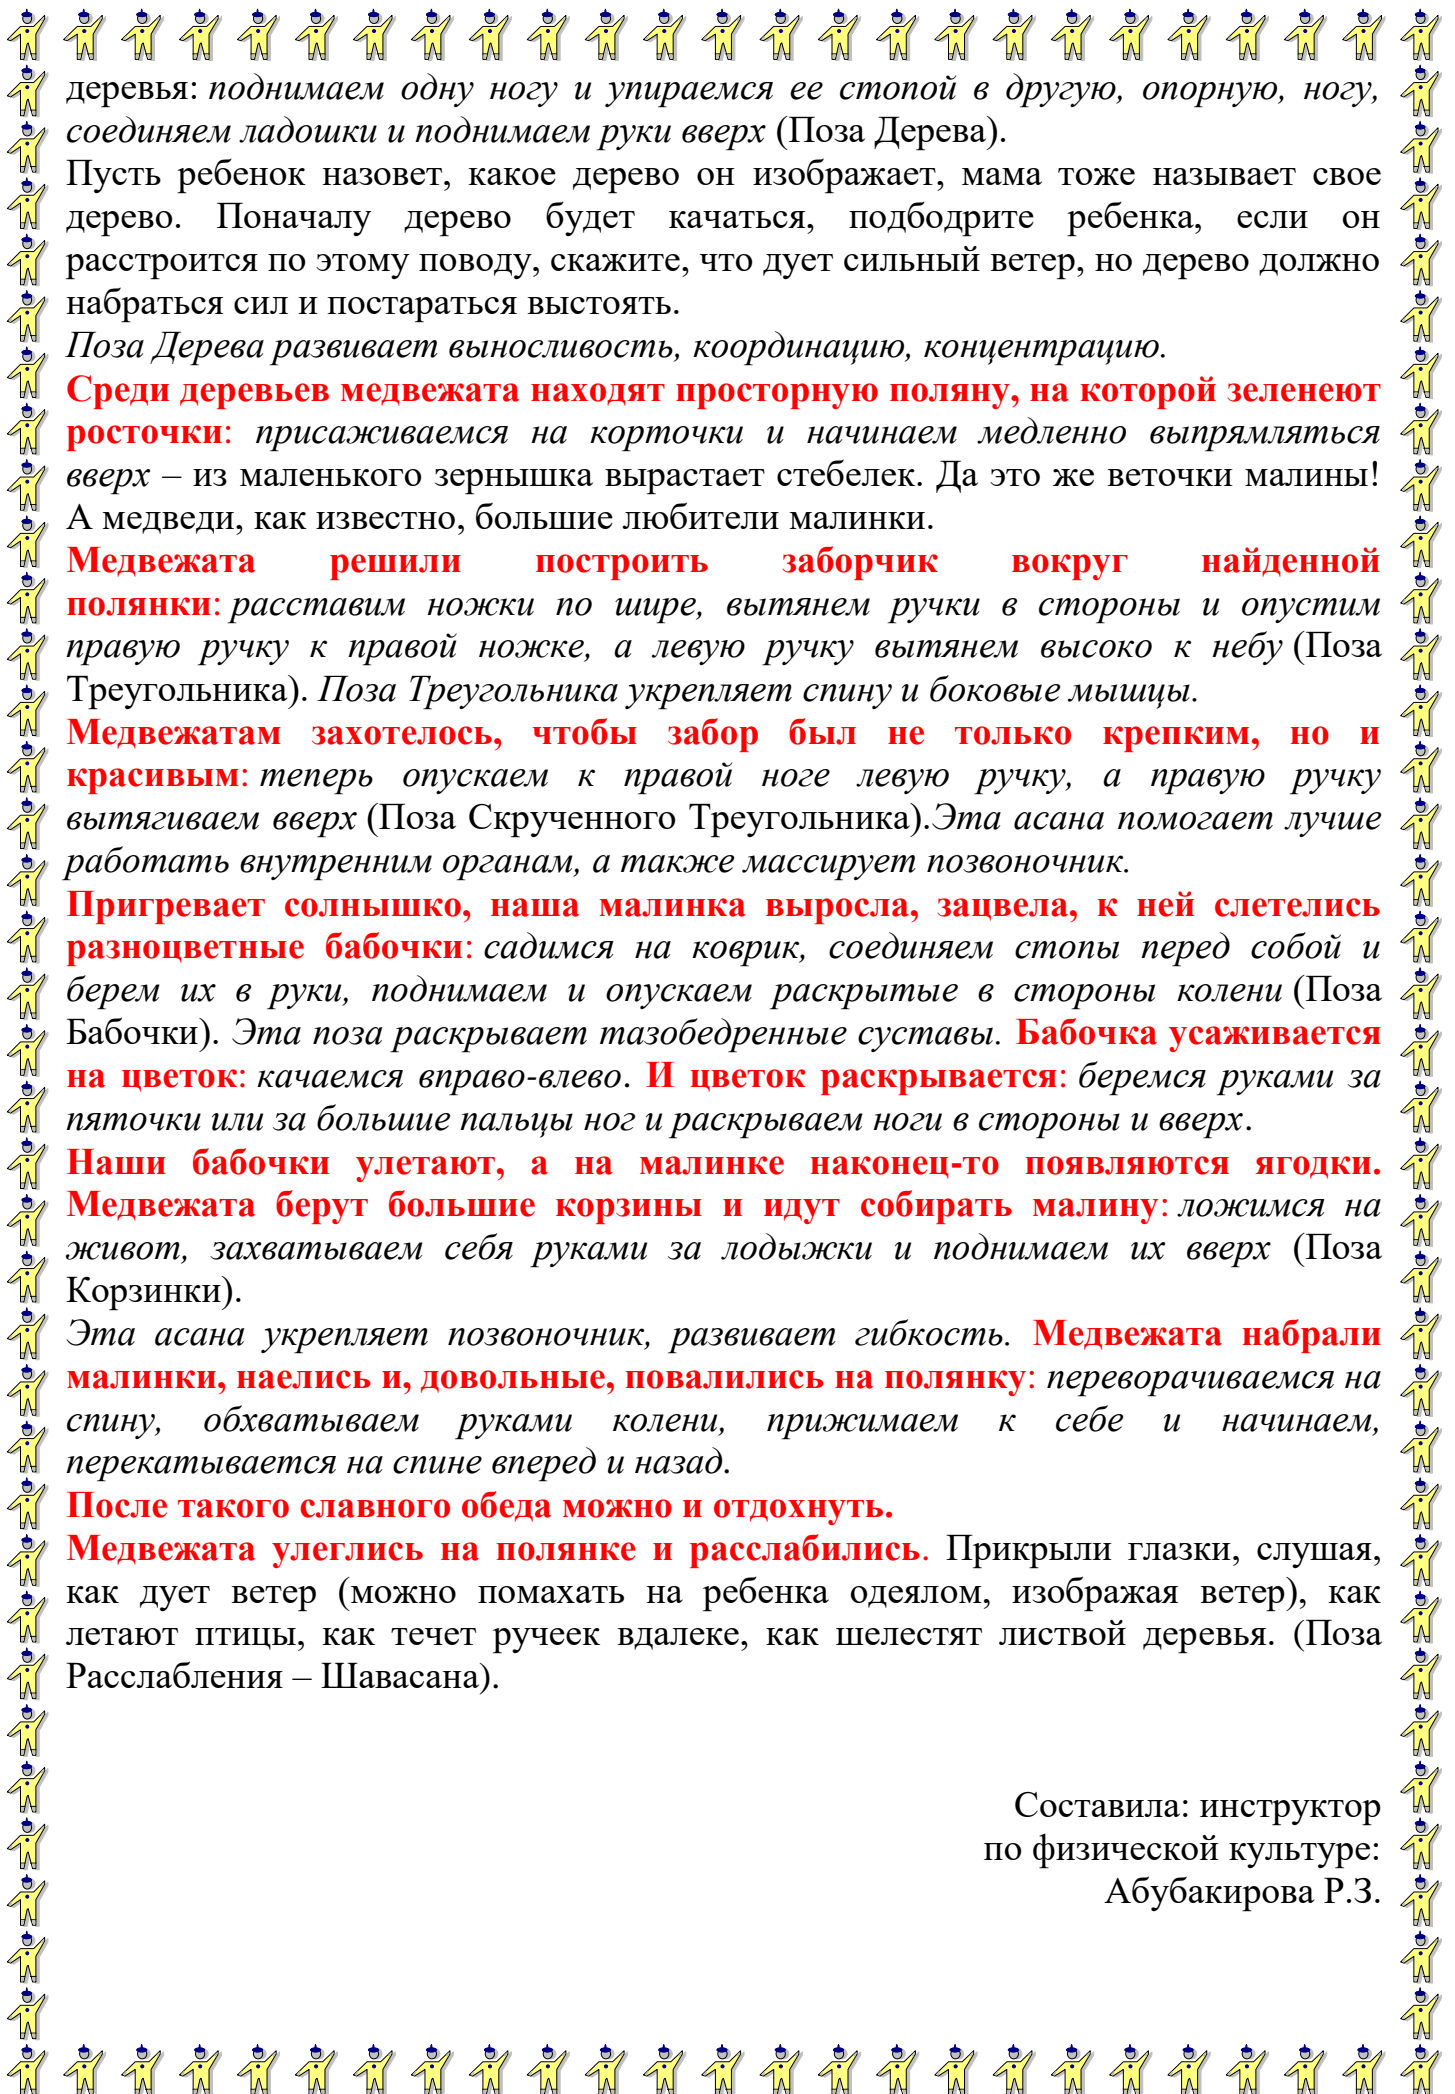 деревья: поднимаем одну ногу и упираемся ее стопой в другую, опорную, ногу,
соединяем ладошки и поднимаем руки вверх (Поза Дерева).
Пусть ребенок назовет, какое дерево он изображает, мама тоже называет свое
дерево. Поначалу дерево будет качаться, подбодрите ребенка, если он
расстроится по этому поводу, скажите, что дует сильный ветер, но дерево должно
набраться сил и постараться выстоять.
Поза Дерева развивает выносливость, координацию, концентрацию.
Среди деревьев медвежата находят просторную поляну, на которой зеленеют
росточки: присаживаемся на корточки и начинаем медленно выпрямляться
вверх – из маленького зернышка вырастает стебелек. Да это же веточки малины!
А медведи, как известно, большие любители малинки.
Медвежата решили построить заборчик вокруг найденной
полянки: расставим ножки по шире, вытянем ручки в стороны и опустим
правую ручку к правой ножке, а левую ручку вытянем высоко к небу (Поза
Треугольника). Поза Треугольника укрепляет спину и боковые мышцы.
Медвежатам захотелось, чтобы забор был не только крепким, но и
красивым: теперь опускаем к правой ноге левую ручку, а правую ручку
вытягиваем вверх (Поза Скрученного Треугольника).Эта асана помогает лучше
работать внутренним органам, а также массирует позвоночник.
Пригревает солнышко, наша малинка выросла, зацвела, к ней слетелись
разноцветные бабочки: садимся на коврик, соединяем стопы перед собой и
берем их в руки, поднимаем и опускаем раскрытые в стороны колени (Поза
Бабочки). Эта поза раскрывает тазобедренные суставы. Бабочка усаживается
на цветок: качаемся вправо-влево. И цветок раскрывается: беремся руками за
пяточки или за большие пальцы ног и раскрываем ноги в стороны и вверх.
Наши бабочки улетают, а на малинке наконец-то появляются ягодки.
Медвежата берут большие корзины и идут собирать малину: ложимся на
живот, захватываем себя руками за лодыжки и поднимаем их вверх (Поза
Корзинки).
Эта асана укрепляет позвоночник, развивает гибкость. Медвежата набрали
малинки, наелись и, довольные, повалились на полянку: переворачиваемся на
спину, обхватываем руками колени, прижимаем к себе и начинаем,
перекатывается на спине вперед и назад.
После такого славного обеда можно и отдохнуть.
Медвежата улеглись на полянке и расслабились. Прикрыли глазки, слушая,
как дует ветер (можно помахать на ребенка одеялом, изображая ветер), как
летают птицы, как течет ручеек вдалеке, как шелестят листвой деревья. (Поза
Расслабления – Шавасана).
Составила: инструктор
по физической культуре:
Абубакирова Р.З.